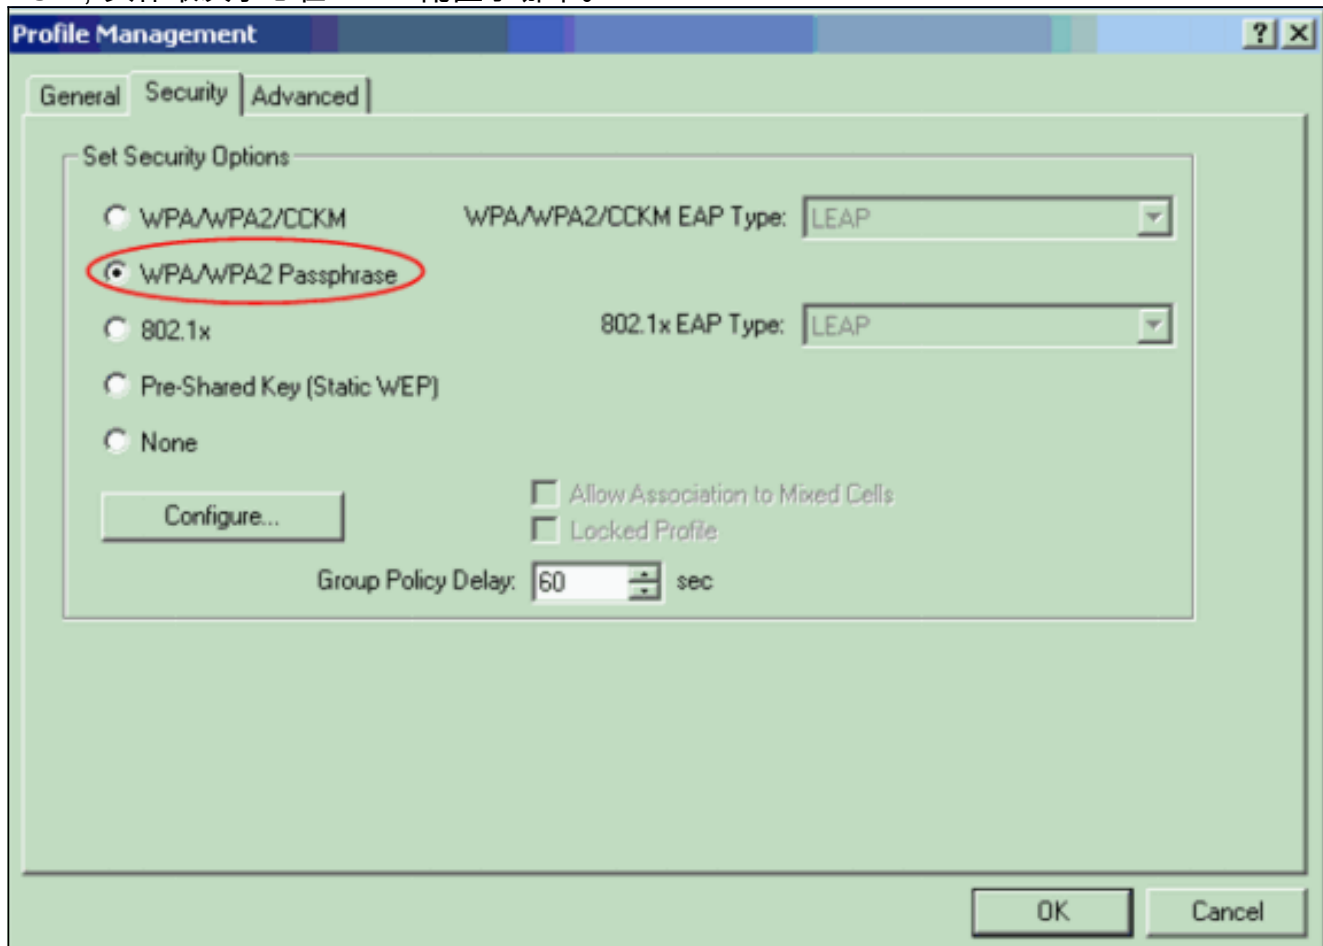 Profile Management
General Security Advanced
Set Security Options
WPA/WPA2/CCKM WPA/WPA2/CCKM EAP Type: LEAP
WPA/WPA2 Passphrase
802.1x 802.1x EAP Type: LEAP
Pre-Shared Key (Static WEP)
None
Configure... Allow Association to Mixed Cells
Locked Profile
Group Policy Delay: 60 sec
OK Cancel